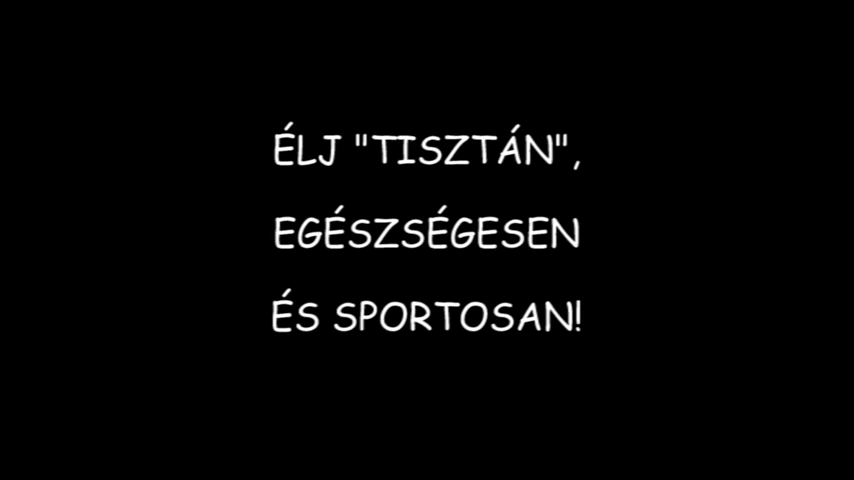 ÉLJ "TISZTÁN",
EGÉSZSÉGESEN
ÉS SPORTOSAN!